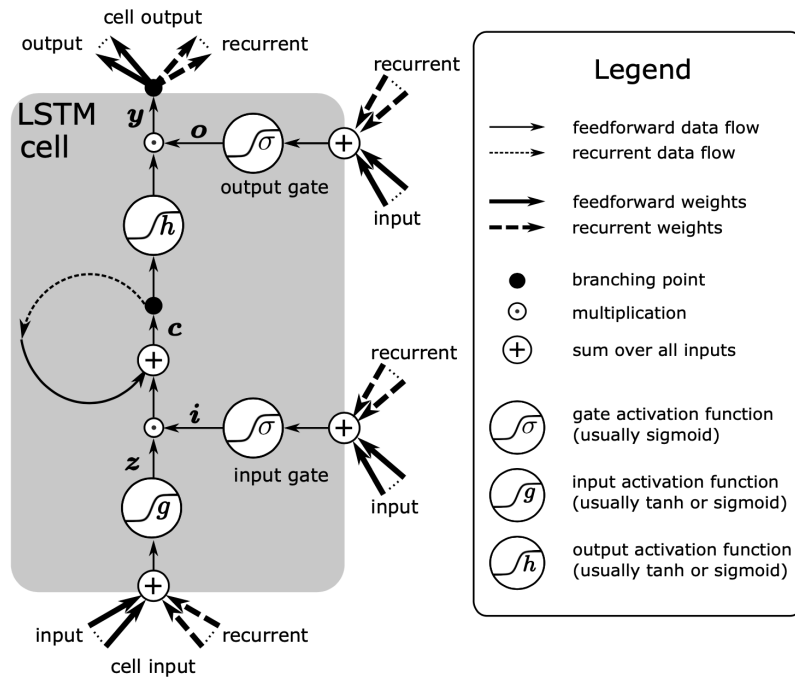 cell output
output
recurrent
LSTM
cell
y
o
σ
output gate
recurrent
+
input
h
c
+
recurrent
i
σ
input gate
+
input
z
g
+
input
recurrent
cell input
Legend
feedforward data flow
recurrent data flow
feedforward weights
recurrent weights
branching point
multiplication
+
sum over all inputs
σ
gate activation function
(usually sigmoid)
g
input activation function
(usually tanh or sigmoid)
h
output activation function
(usually tanh or sigmoid)